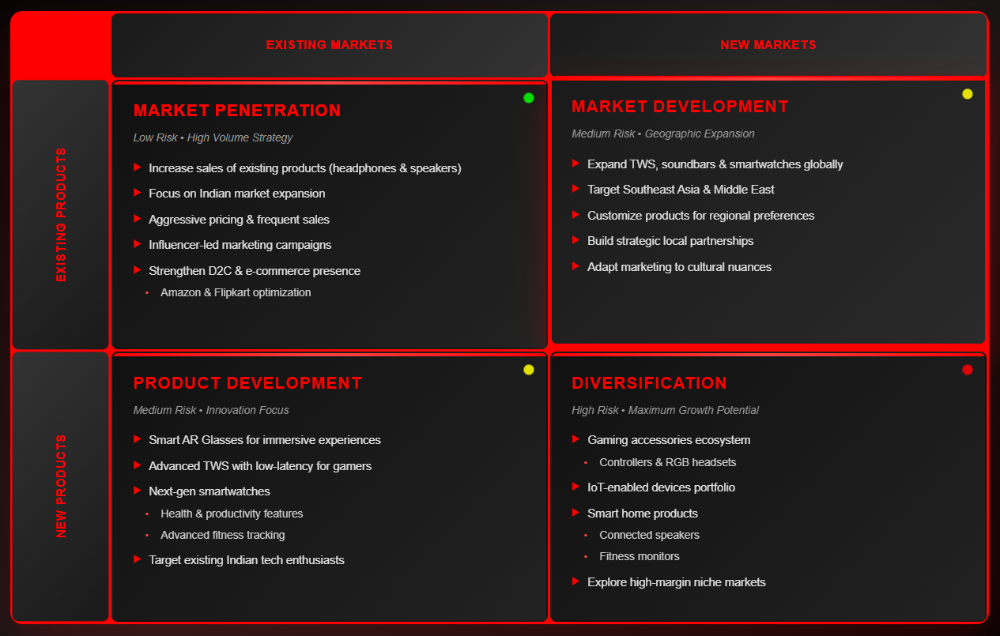 EXISTING MARKETS
NEW MARKETS
EXISTING PRODUCTS
MARKET PENETRATION
Low Risk • High Volume Strategy
Increase sales of existing products (headphones & speakers)
Focus on Indian market expansion
Aggressive pricing & frequent sales
Influencer-led marketing campaigns
Strengthen D2C & e-commerce presence
Amazon & Flipkart optimization
MARKET DEVELOPMENT
Medium Risk • Geographic Expansion
Expand TWS, soundbars & smartwatches globally
Target Southeast Asia & Middle East
Customize products for regional preferences
Build strategic local partnerships
Adapt marketing to cultural nuances
NEW PRODUCTS
PRODUCT DEVELOPMENT
Medium Risk • Innovation Focus
Smart AR Glasses for immersive experiences
Advanced TWS with low-latency for gamers
Next-gen smartwatches
Health & productivity features
Advanced fitness tracking
Target existing Indian tech enthusiasts
DIVERSIFICATION
High Risk • Maximum Growth Potential
Gaming accessories ecosystem
Controllers & RGB headsets
IoT-enabled devices portfolio
Smart home products
Connected speakers
Fitness monitors
Explore high-margin niche markets